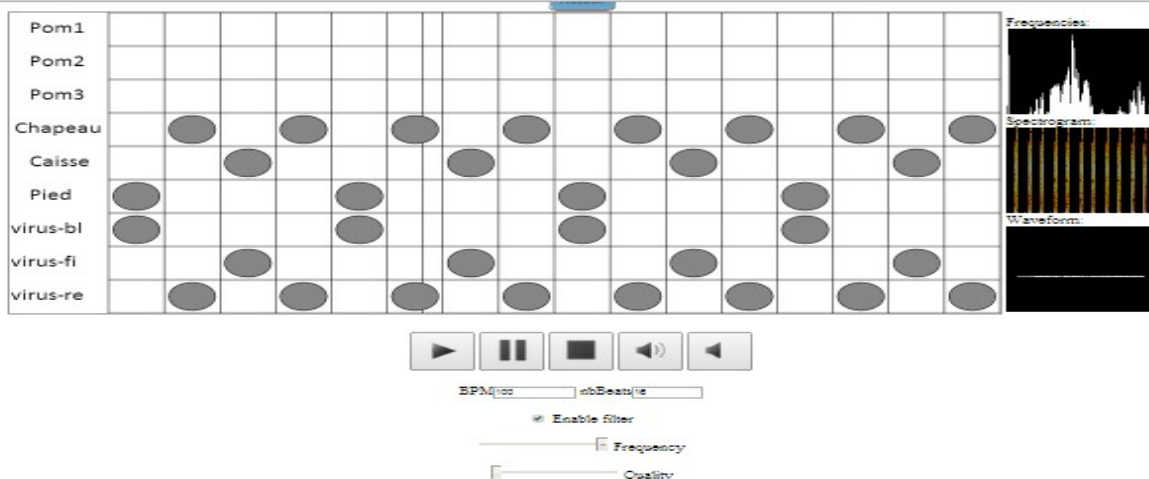 Pom1
Pom2
Pom3
Chapeau
Caisse
Pied
virus-bl
virus-fi
virus-re
Frequencies:
Spectrogram:
Waveform:
BPM nbBeats 16
Enable filter
Frequency
Quality